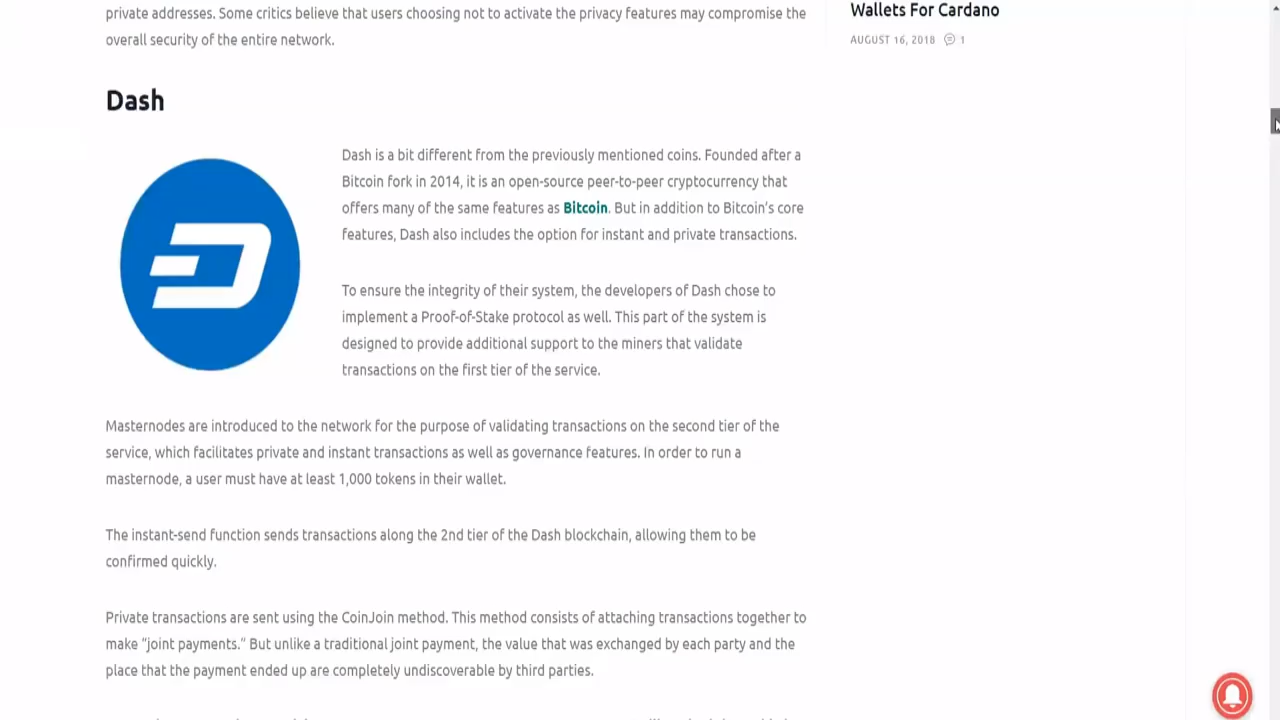 private addresses. Some critics believe that users choosing not to activate the privacy features may compromise the
overall security of the entire network.
Wallets For Cardano
AUGUST 16, 2018 1
Dash
Dash is a bit different from the previously mentioned coins. Founded after a
Bitcoin fork in 2014, it is an open-source peer-to-peer cryptocurrency that
offers many of the same features as Bitcoin. But in addition to Bitcoin's core
features, Dash also includes the option for instant and private transactions.
To ensure the integrity of their system, the developers of Dash chose to
implement a Proof-of-Stake protocol as well. This part of the system is
designed to provide additional support to the miners that validate
transactions on the first tier of the service.
Masternodes are introduced to the network for the purpose of validating transactions on the second tier of the
service, which facilitates private and instant transactions as well as governance features. In order to run a
masternode, a user must have at least 1,000 tokens in their wallet.
The instant-send function sends transactions along the 2nd tier of the Dash blockchain, allowing them to be
confirmed quickly.
Private transactions are sent using the CoinJoin method. This method consists of attaching transactions together to
make "joint payments." But unlike a traditional joint payment, the value that was exchanged by each party and the
place that the payment ended up are completely undiscoverable by third parties.